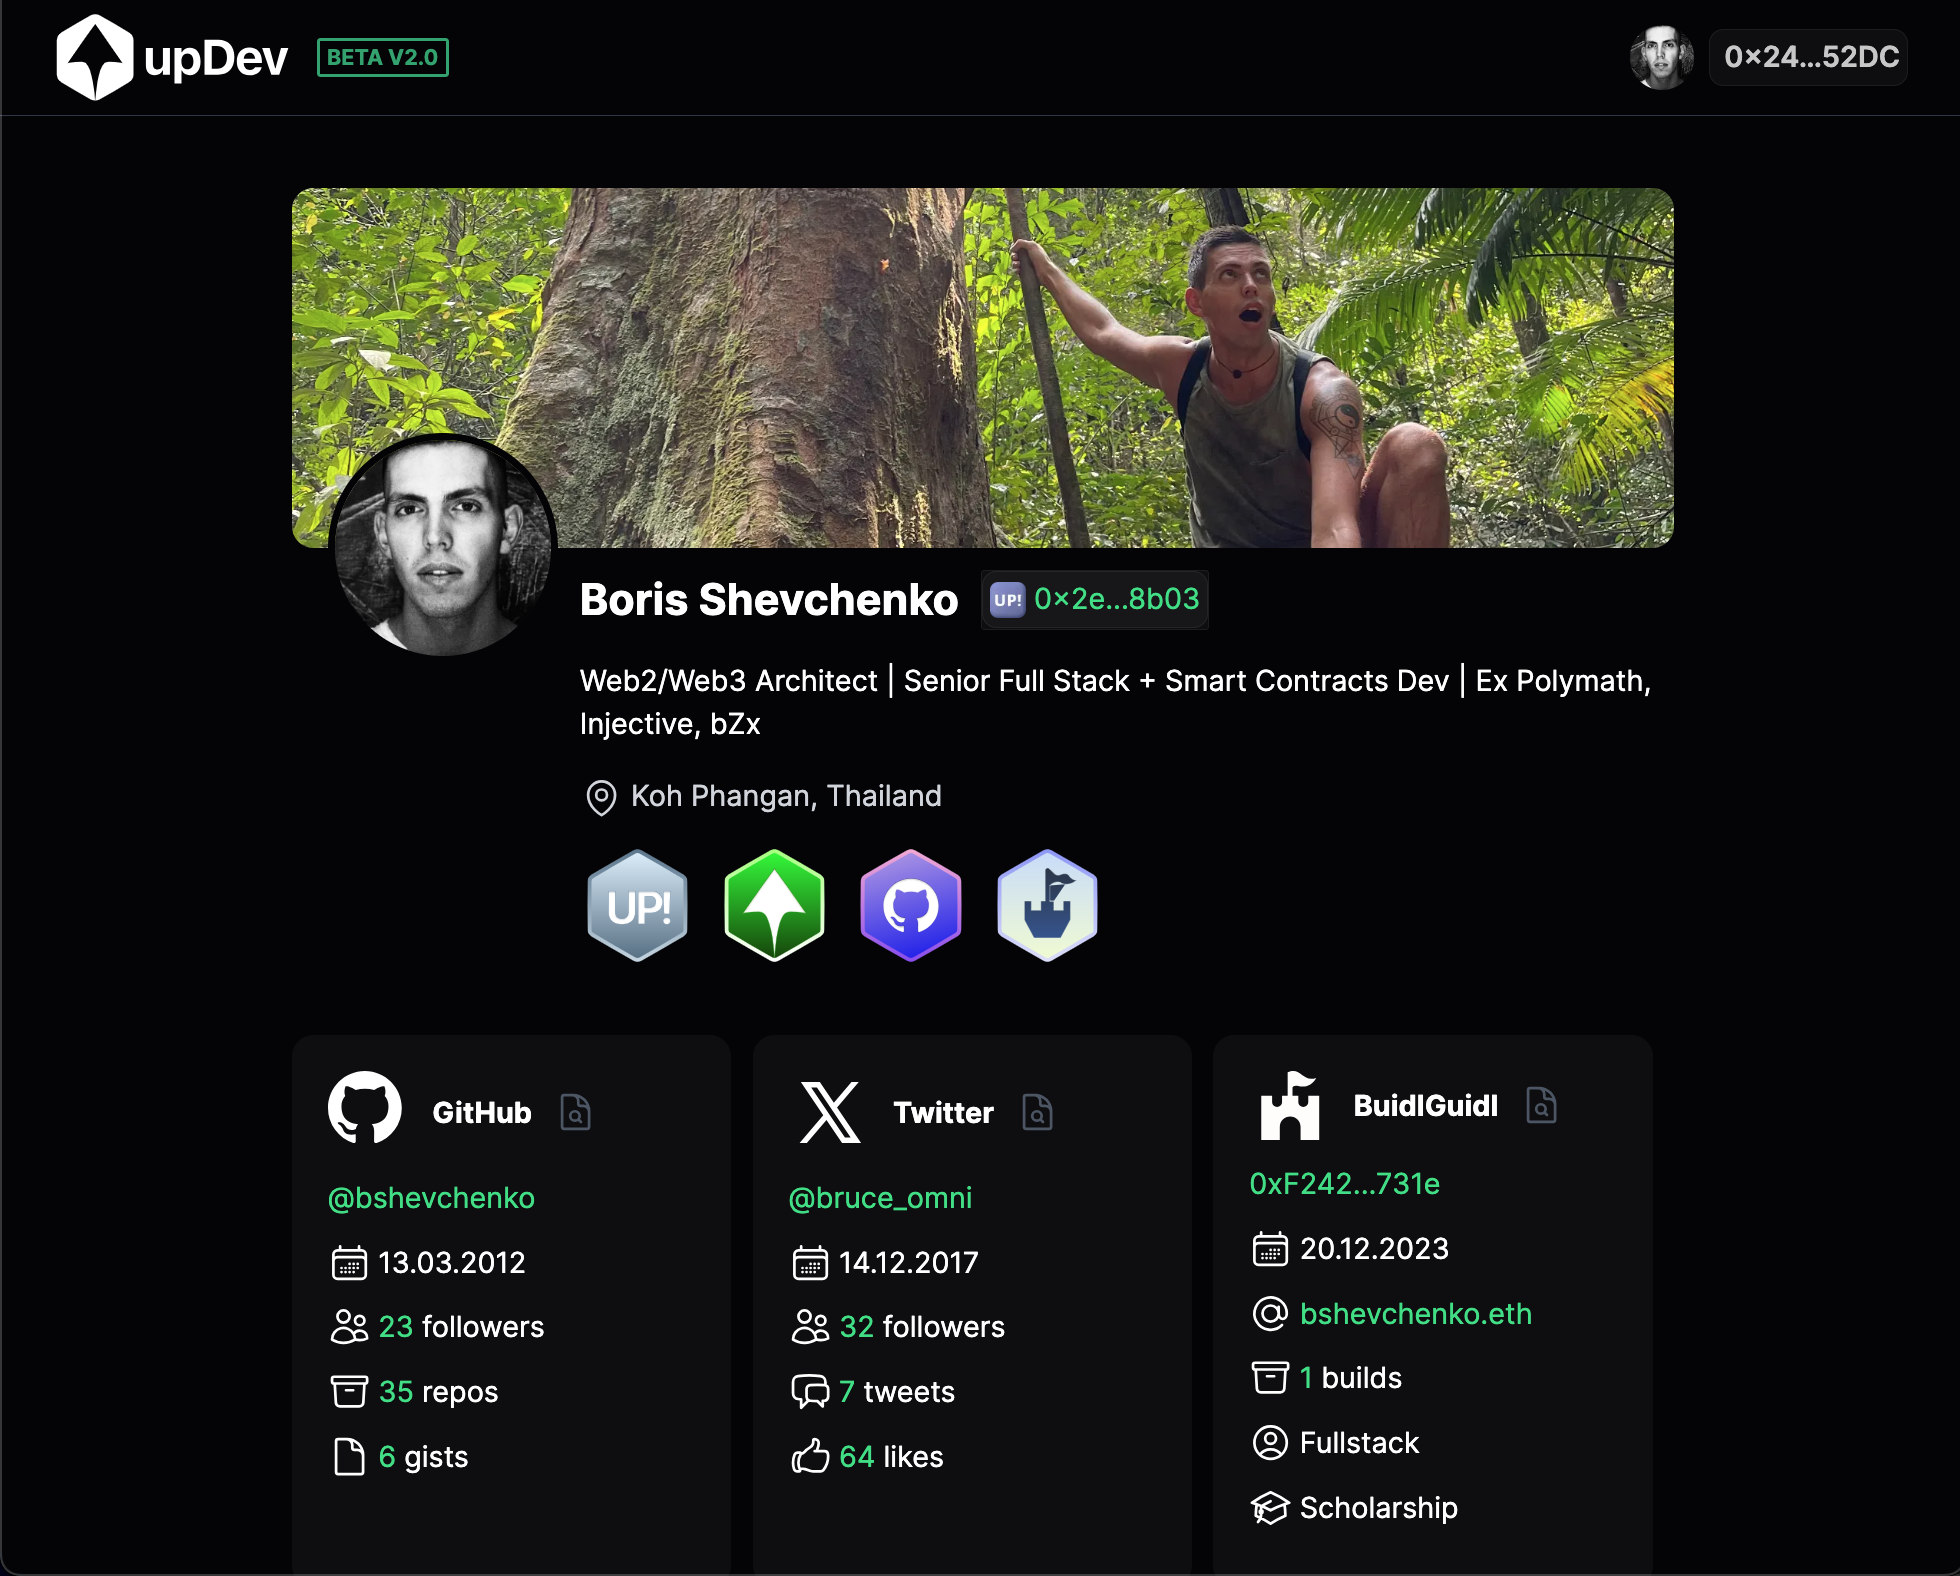 upDev
BETA V2.0
0×24...52DC
Boris Shevchenko
UP! 0×2e...8b03
Web2/Web3 Architect | Senior Full Stack + Smart Contracts Dev | Ex Polymath,
Injective, bZx
Koh Phangan, Thailand
UP!
GitHub
@bshevchenko
13.03.2012
23 followers
35 repos
6 gists
Twitter
@bruce_omni
14.12.2017
32 followers
7 tweets
64 likes
BuidlGuidl
0xF242...731e
20.12.2023
bshevchenko.eth
1 builds
Fullstack
Scholarship